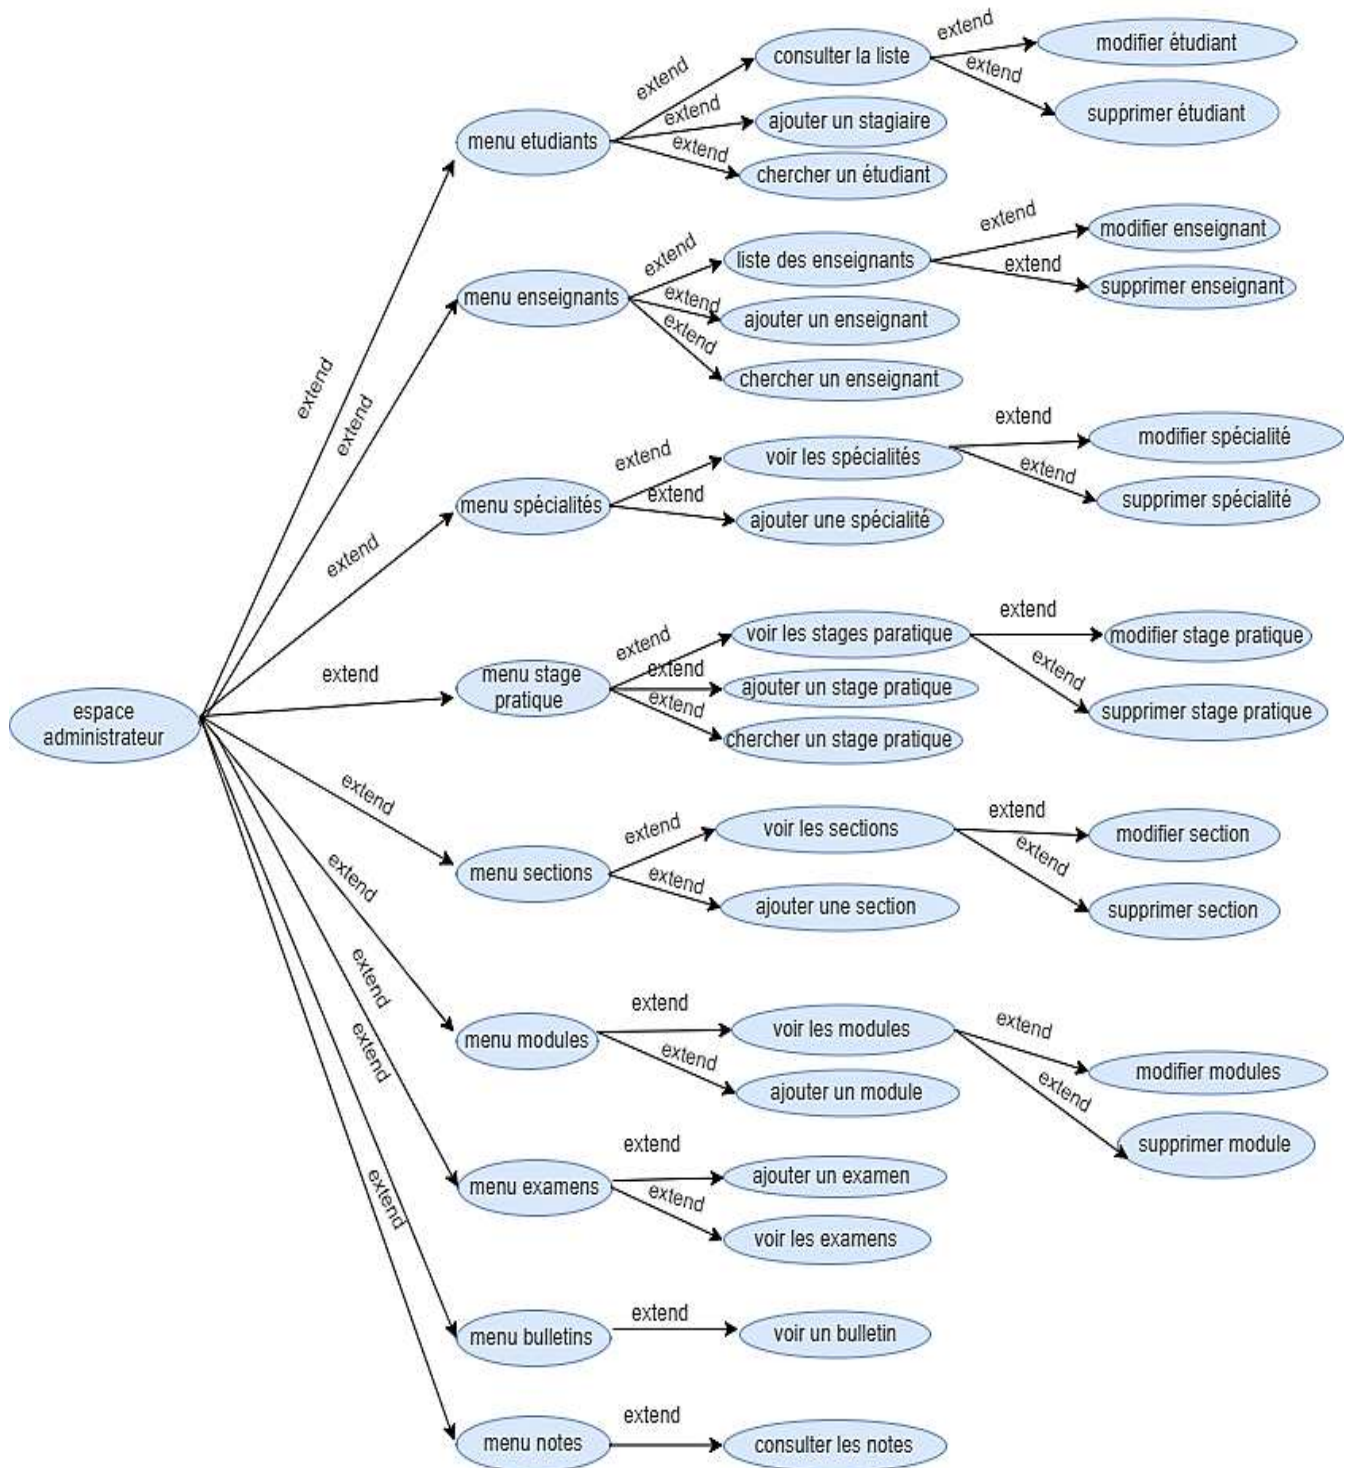 extend
consulter la liste
modifier étudiant
extend
extend
supprimer étudiant
menu etudiants
extend
ajouter un stagiaire
extend
chercher un étudiant
extend
extend
modifier enseignant
extend
liste des enseignants
extend
supprimer enseignant
menu enseignants
extend
ajouter un enseignant
extend
chercher un enseignant
extend
extend
extend
modifier spécialité
extend
voir les spécialités
extend
supprimer spécialité
menu spécialités
extend
ajouter une spécialité
extend
extend
modifier stage pratique
extend
voir les stages paratique
extend
supprimer stage pratique
menu stage
pratique
extend
ajouter un stage pratique
extend
chercher un stage pratique
extend
espace
administrateur
extend
extend
modifier section
extend
voir les sections
extend
supprimer section
menu sections
extend
ajouter une section
extend
extend
extend
voir les modules
extend
modifier modules
menu modules
extend
ajouter un module
extend
supprimer module
extend
extend
ajouter un examen
menu examens
extend
voir les examens
extend
menu bulletins
extend
voir un bulletin
menu notes
extend
consulter les notes